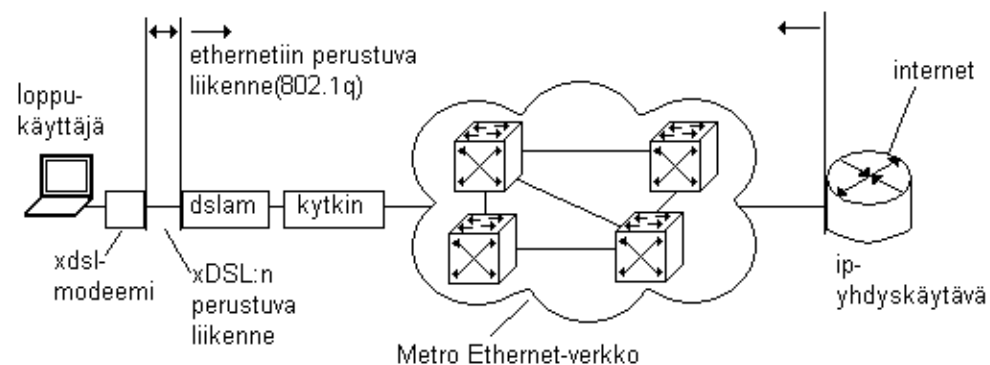 ethernetiin perustuva
liikenne(802.1q)
internet
loppu-
käyttäjä
dslam
kytkin
xdsl-
modeemi
xDSL:n
perustuva
liikenne
ip-
yhdyskäytävä
Metro Ethernet-verkko